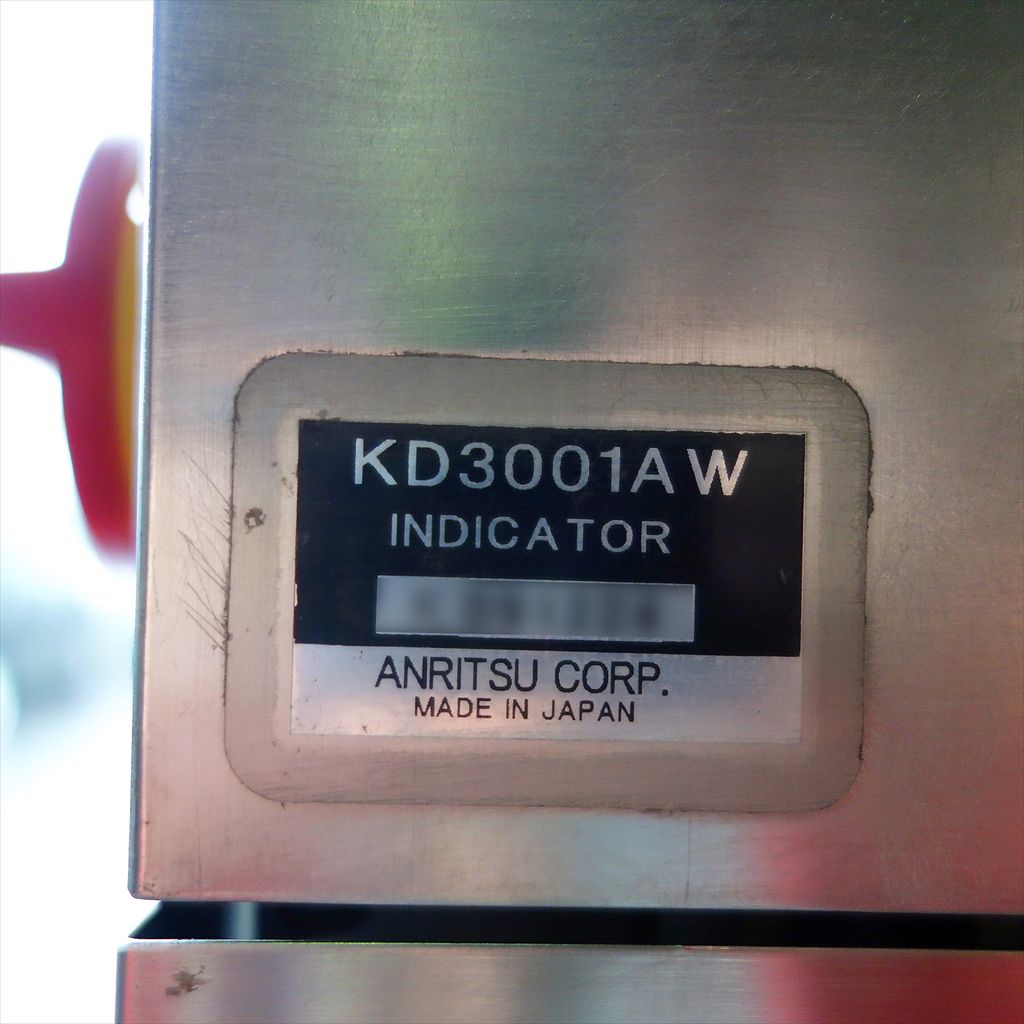 KD3001AW
INDICATOR
ANRITSU CORP.
MADE IN JAPAN